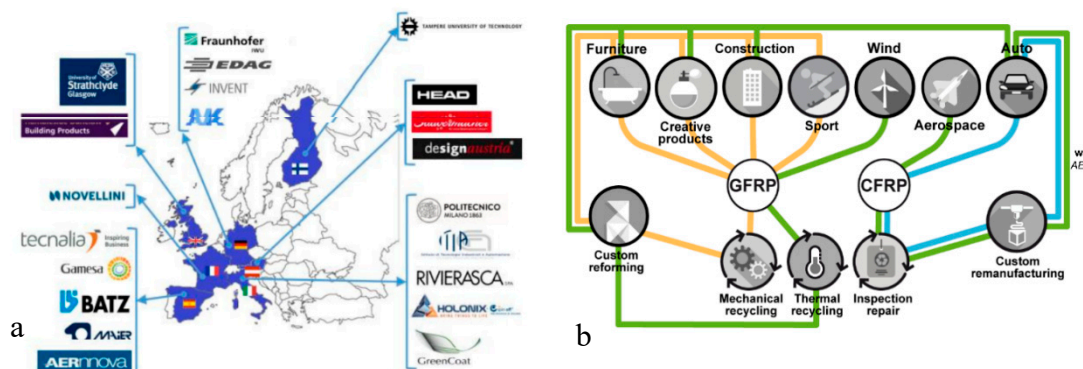 TAMPERE UNIVERSITY OF TECHNOLOGY
Fraunhofer
IWU
EDAG
INVENT
University of
Strathclyde
Glasgow
Building Products
HEAD
designaustria
NOVELLINI
POLITECNICO
MILANO 1863
tecnalia
Inspiring
Business
Gamesa
RIVIERASCA
BATZ
HOLONIX
MAIER
GreenCoat
AERNNOVA
a
Furniture
Construction
Wind
Auto
Creative
products
Sport
Aerospace
W
AE
GFRP
CFRP
Custom
reforming
Mechanical
recycling
Thermal
recycling
Inspection
repair
Custom
remanufacturing
b